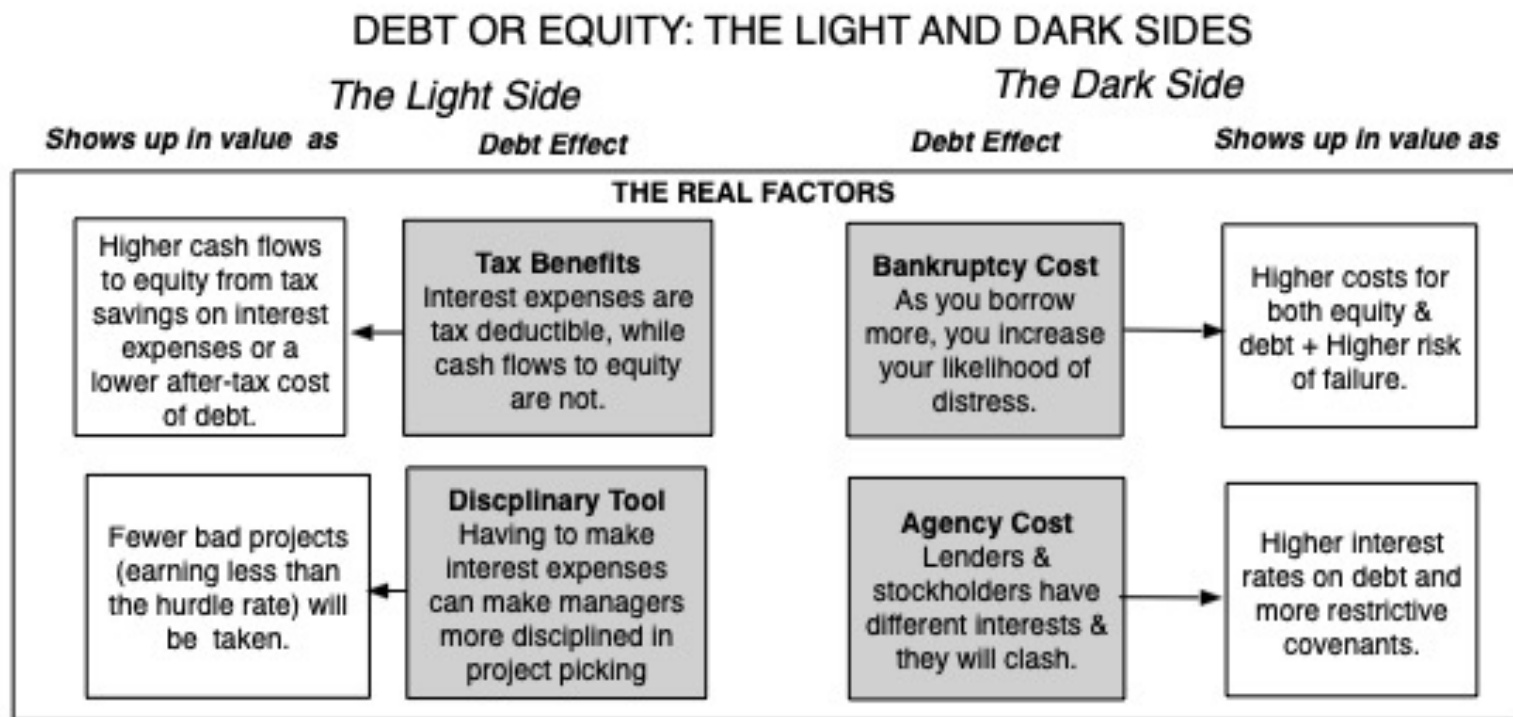 DEBT OR EQUITY: THE LIGHT AND DARK SIDES
The Light Side
The Dark Side
Shows up in value as
Debt Effect
Debt Effect
Shows up in value as
THE REAL FACTORS
Higher cash flows
to equity from tax
savings on interest
expenses or a
lower after-tax cost
of debt.
Tax Benefits
Interest expenses are
tax deductible, while
cash flows to equity
are not.
Bankruptcy Cost
As you borrow
more, you increase
your likelihood of
distress.
Higher costs for
both equity &
debt + Higher risk
of failure.
Fewer bad projects
(earning less than
the hurdle rate) will
be taken.
Discplinary Tool
Having to make
interest expenses
can make managers
more disciplined in
project picking
Agency Cost
Lenders &
stockholders have
different interests &
they will clash.
Higher interest
rates on debt and
more restrictive
covenants.